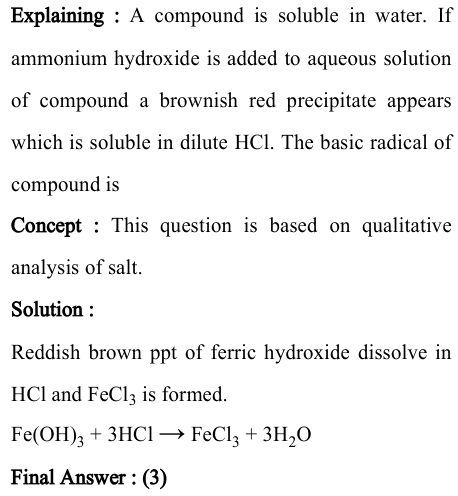 Explaining : A compound is soluble in water. If
ammonium hydroxide is added to aqueous solution
of compound a brownish red precipitate appears
which is soluble in dilute HCl. The basic radical of
compound is
Concept : This question is based on qualitative
analysis of salt.
Solution :
Reddish brown ppt of ferric hydroxide dissolve in
HCl and FeCl₃ is formed.
Fe(OH)₃ + 3HCl ⟶ FeCl₃ + 3H₂O
Final Answer : (3)